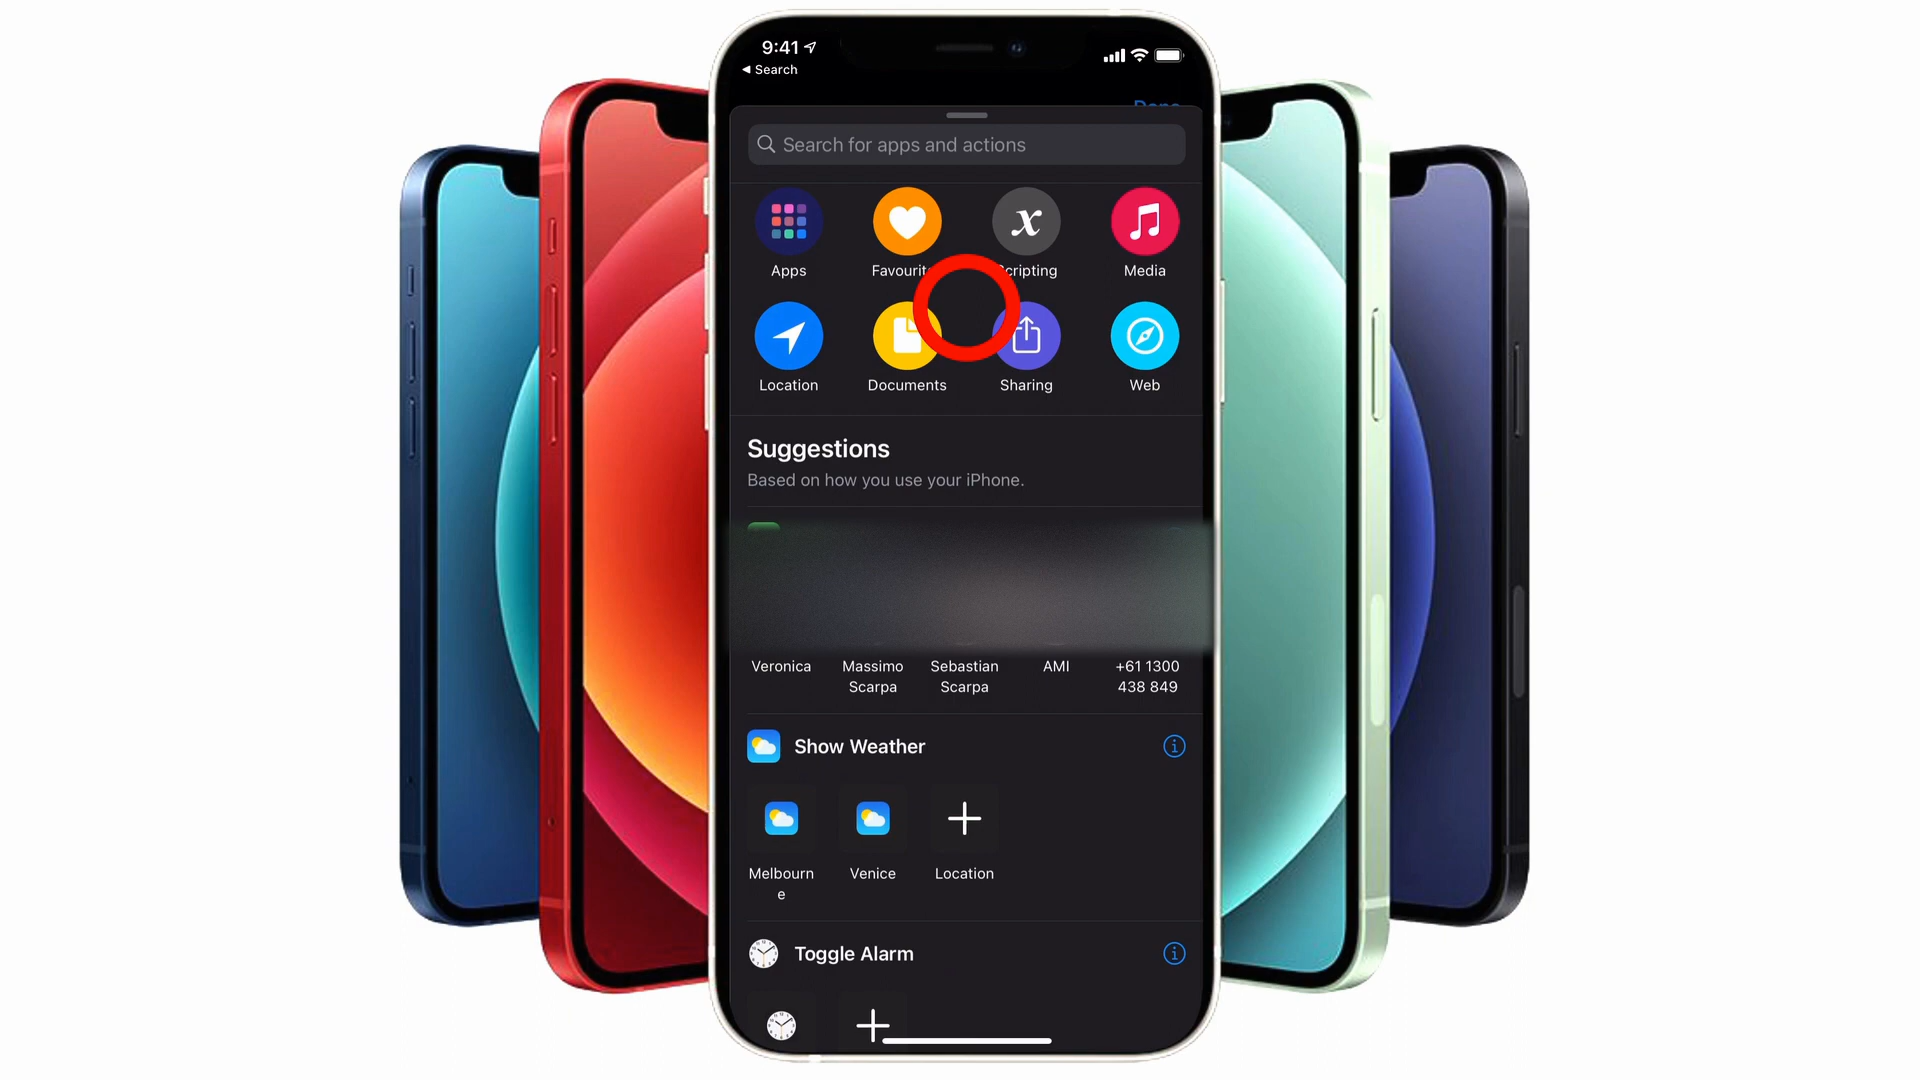 9:41
Search
Search for apps and actions
Apps
Scripting
Media
Location
Documents
Sharing
Web
Suggestions
Based on how you use your iPhone.
Veronica
Massimo
Scarpa
Sebastian
Scarpa
AMI
+61 1300
438 849
Show Weather
Melbourn
e
Venice
Location
Toggle Alarm